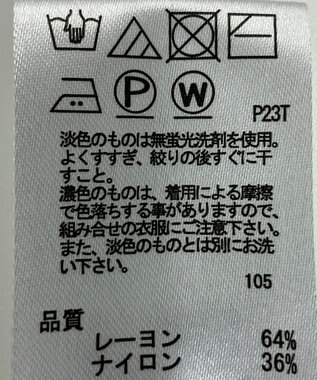 P W
P23T
淡色のものは無蛍光洗剤を使用。
よくすすぎ、絞りの後すぐに干
すこと。
濃色のものは、着用による摩擦
で色落ちする事がありますので、
組み合せの衣服にご注意下さい。
また、淡色のものとは別にお洗
い下さい。
105
品質
レーヨン 64%
ナイロン 36%